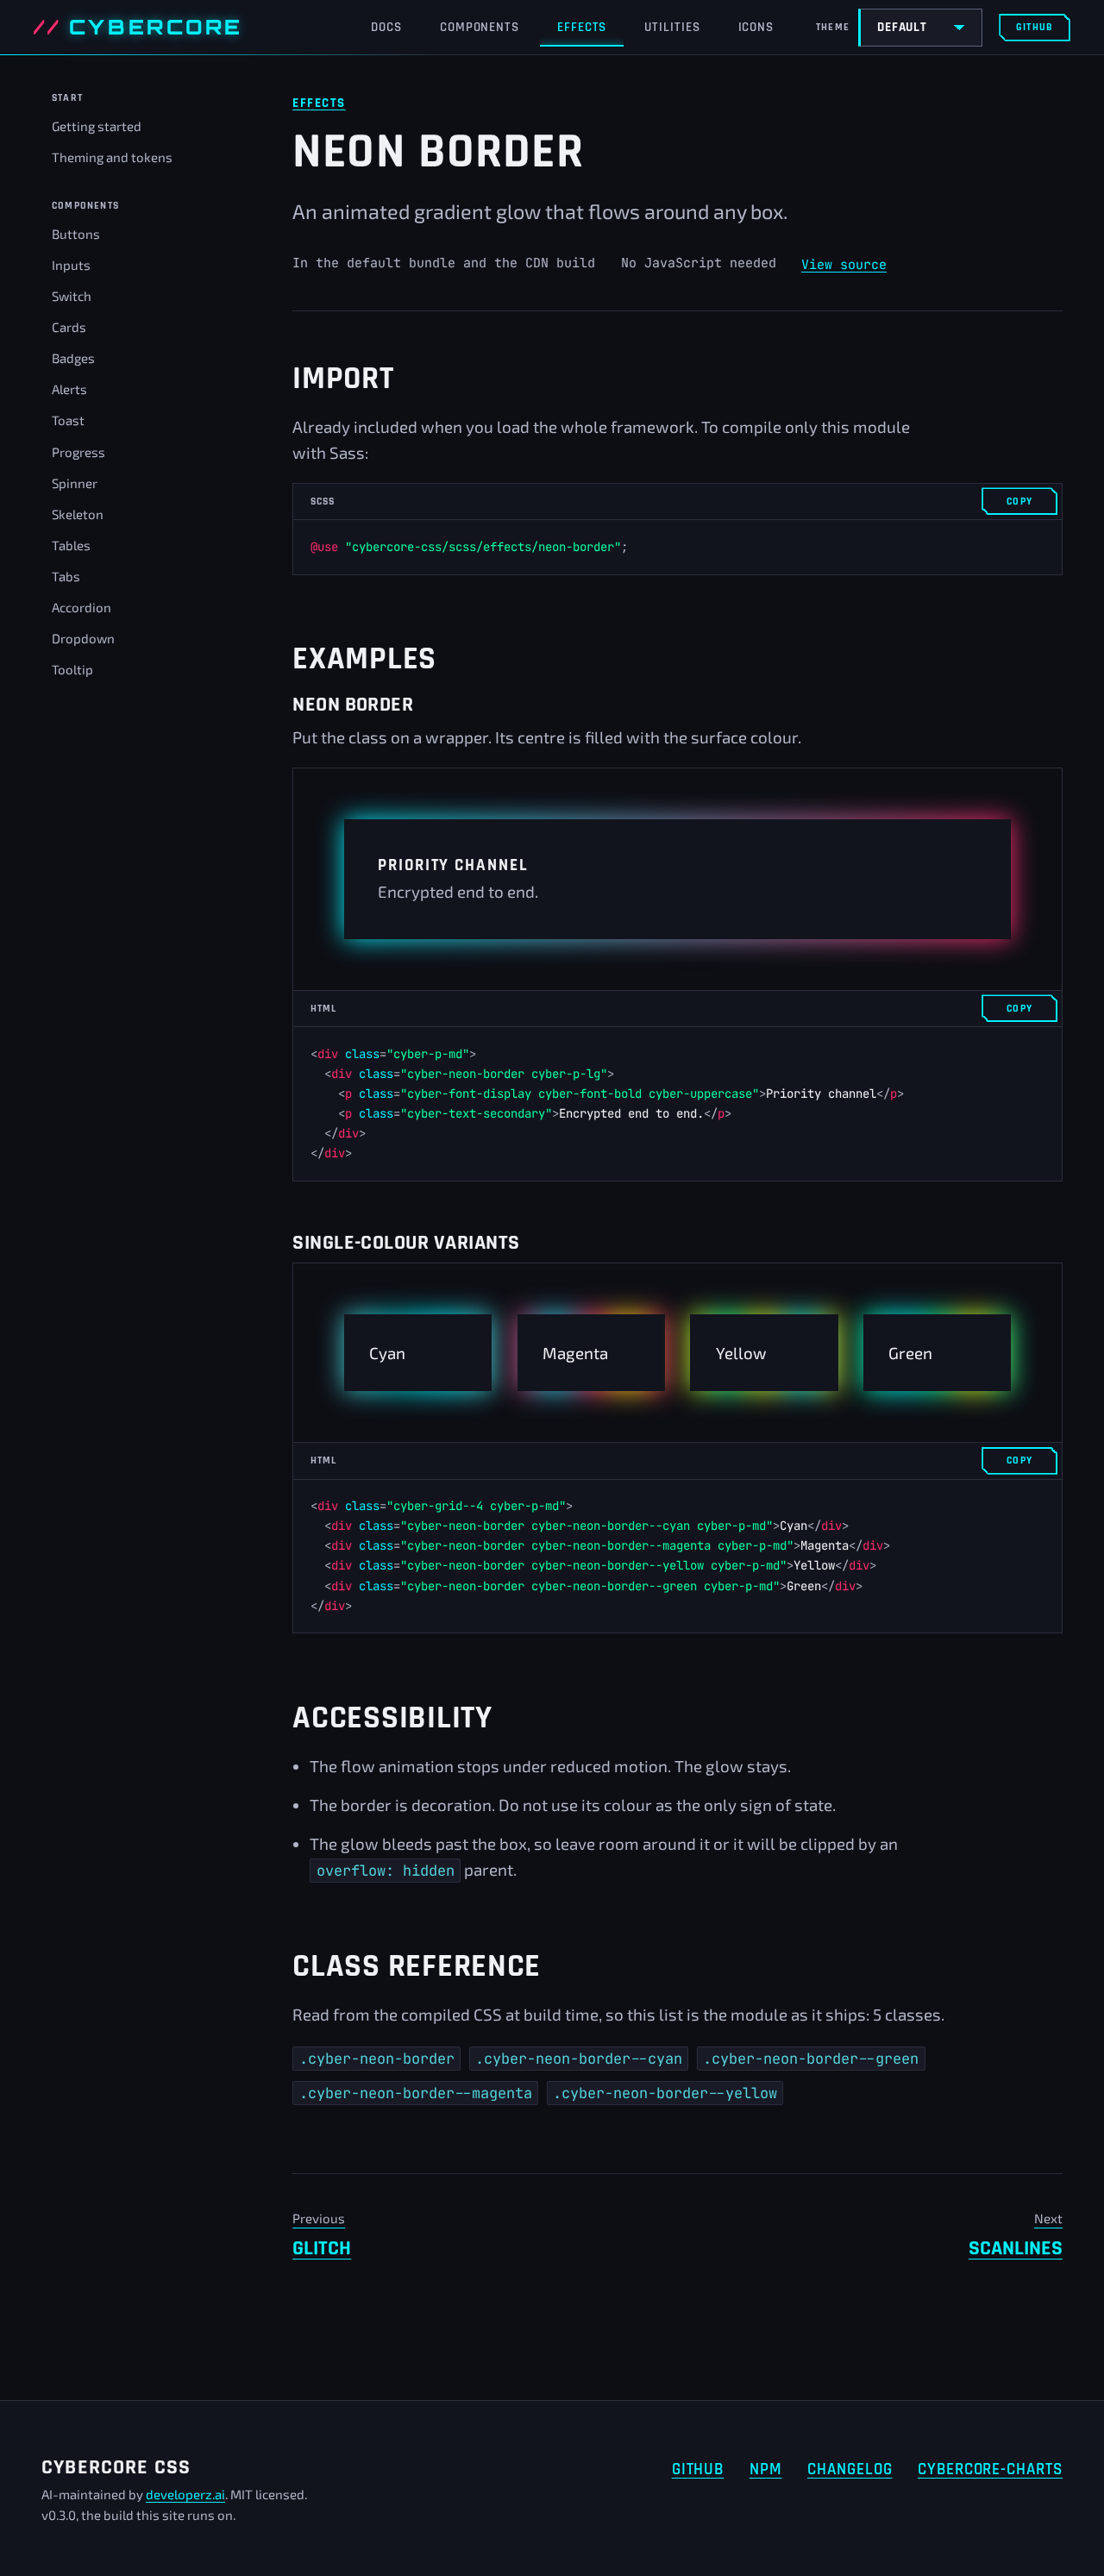 // CYBERCORE
DOCS COMPONENTS EFFECTS UTILITIES ICONS THEME DEFAULT GITHUB
START
Getting started
Theming and tokens
COMPONENTS
Buttons
Inputs
Switch
Cards
Badges
Alerts
Toast
Progress
Spinner
Skeleton
Tables
Tabs
Accordion
Dropdown
Tooltip
EFFECTS
NEON BORDER
An animated gradient glow that flows around any box.
In the default bundle and the CDN build No JavaScript needed View source
IMPORT
Already included when you load the whole framework. To compile only this module
with Sass:
SCSS COPY
@use "cybercore-css/scss/effects/neon-border";
EXAMPLES
NEON BORDER
Put the class on a wrapper. Its centre is filled with the surface colour.
PRIORITY CHANNEL
Encrypted end to end.
HTML COPY
<div class="cyber-p-md">
  <div class="cyber-neon-border cyber-p-lg">
    <p class="cyber-font-display cyber-font-bold cyber-uppercase">Priority channel</p>
    <p class="cyber-text-secondary">Encrypted end to end.</p>
  </div>
</div>
SINGLE-COLOUR VARIANTS
Cyan Magenta Yellow Green
HTML COPY
<div class="cyber-grid--4 cyber-p-md">
  <div class="cyber-neon-border cyber-neon-border--cyan cyber-p-md">Cyan</div>
  <div class="cyber-neon-border cyber-neon-border--magenta cyber-p-md">Magenta</div>
  <div class="cyber-neon-border cyber-neon-border--yellow cyber-p-md">Yellow</div>
  <div class="cyber-neon-border cyber-neon-border--green cyber-p-md">Green</div>
</div>
ACCESSIBILITY
• The flow animation stops under reduced motion. The glow stays.
• The border is decoration. Do not use its colour as the only sign of state.
• The glow bleeds past the box, so leave room around it or it will be clipped by an
overflow: hidden parent.
CLASS REFERENCE
Read from the compiled CSS at build time, so this list is the module as it ships: 5 classes.
.cyber-neon-border .cyber-neon-border--cyan .cyber-neon-border--green
.cyber-neon-border--magenta .cyber-neon-border--yellow
Previous
GLITCH
Next
SCANLINES
CYBERCORE CSS
AI-maintained by developerz.ai. MIT licensed.
v0.3.0, the build this site runs on.
GITHUB NPM CHANGELOG CYBERCORE-CHARTS